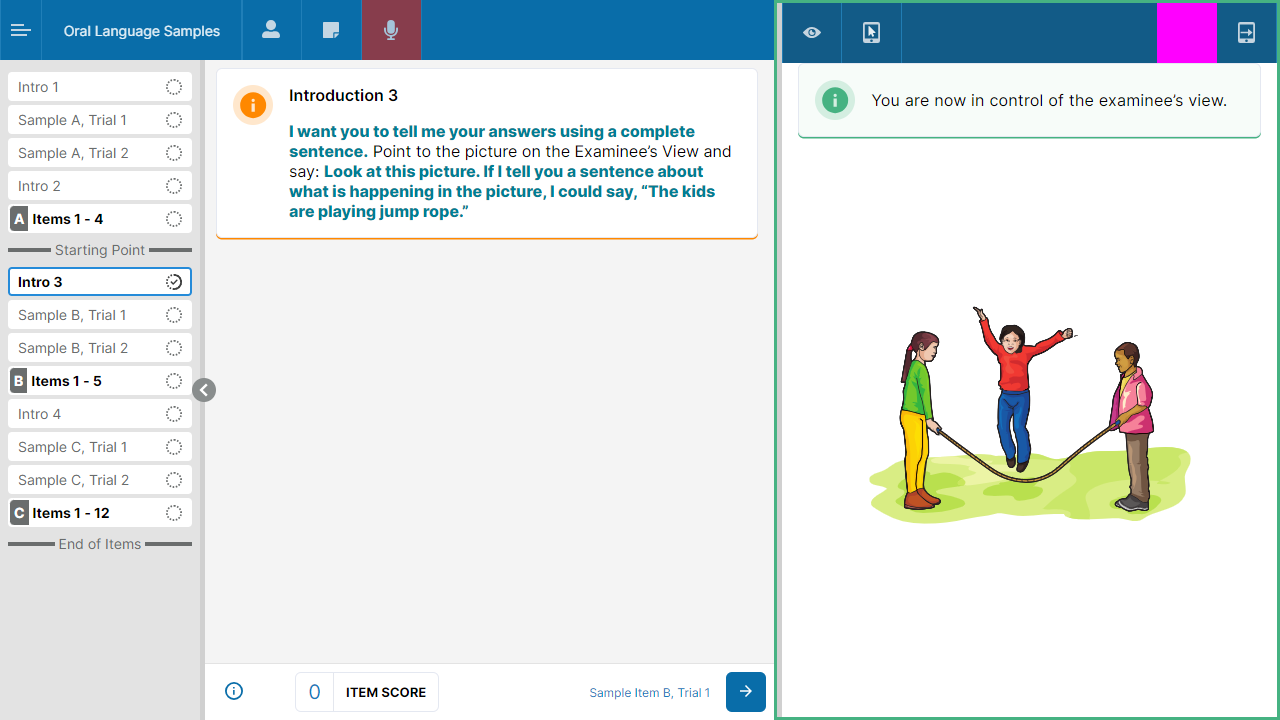 Oral Language Samples
Intro 1
Sample A, Trial 1
Sample A, Trial 2
Intro 2
A Items 1 - 4
Starting Point
Intro 3
Sample B, Trial 1
Sample B, Trial 2
B Items 1 - 5
Intro 4
Sample C, Trial 1
Sample C, Trial 2
C Items 1 - 12
End of Items
Introduction 3
I want you to tell me your answers using a complete
sentence. Point to the picture on the Examinee’s View and
say: Look at this picture. If I tell you a sentence about
what is happening in the picture, I could say, “The kids
are playing jump rope.”
0 ITEM SCORE
Sample Item B, Trial 1
You are now in control of the examinee’s view.